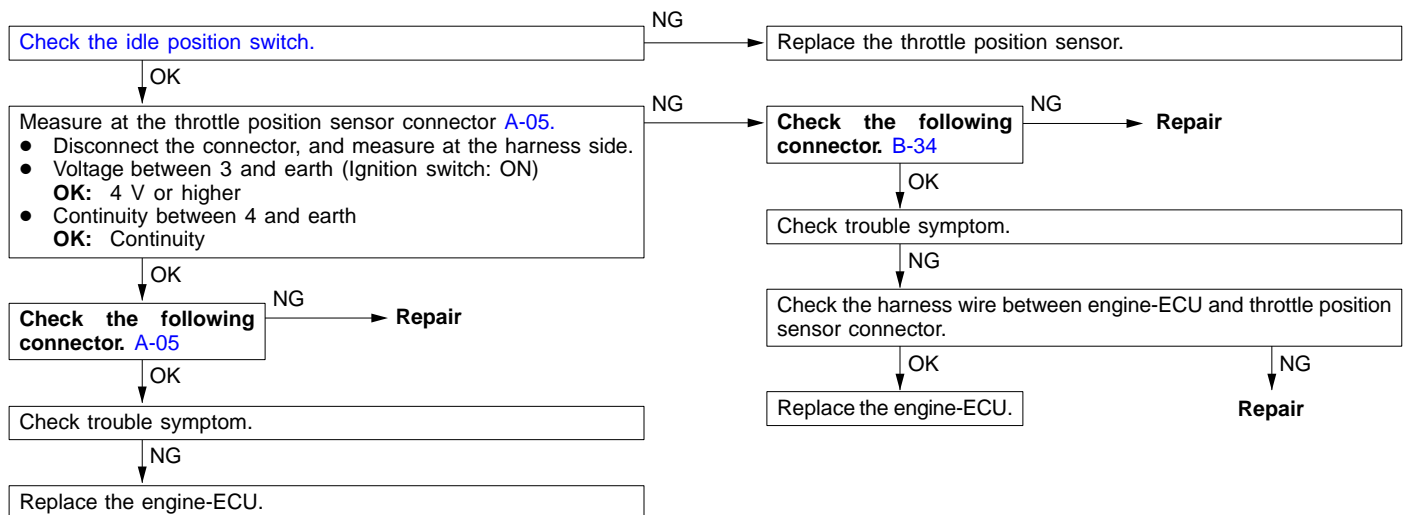 NG
Check the idle position switch.
Replace the throttle position sensor.
OK
NG
Measure at the throttle position sensor connector A-05.
● Disconnect the connector, and measure at the harness side.
● Voltage between 3 and earth (Ignition switch: ON)
OK: 4 V or higher
● Continuity between 4 and earth
OK: Continuity
Check the following
connector. B-34
NG
Repair
OK
Check trouble symptom.
NG
Check the harness wire between engine-ECU and throttle position
sensor connector.
OK
Replace the engine-ECU.
NG
Repair
OK
Check the following
connector. A-05
NG
Repair
OK
Check trouble symptom.
NG
Replace the engine-ECU.